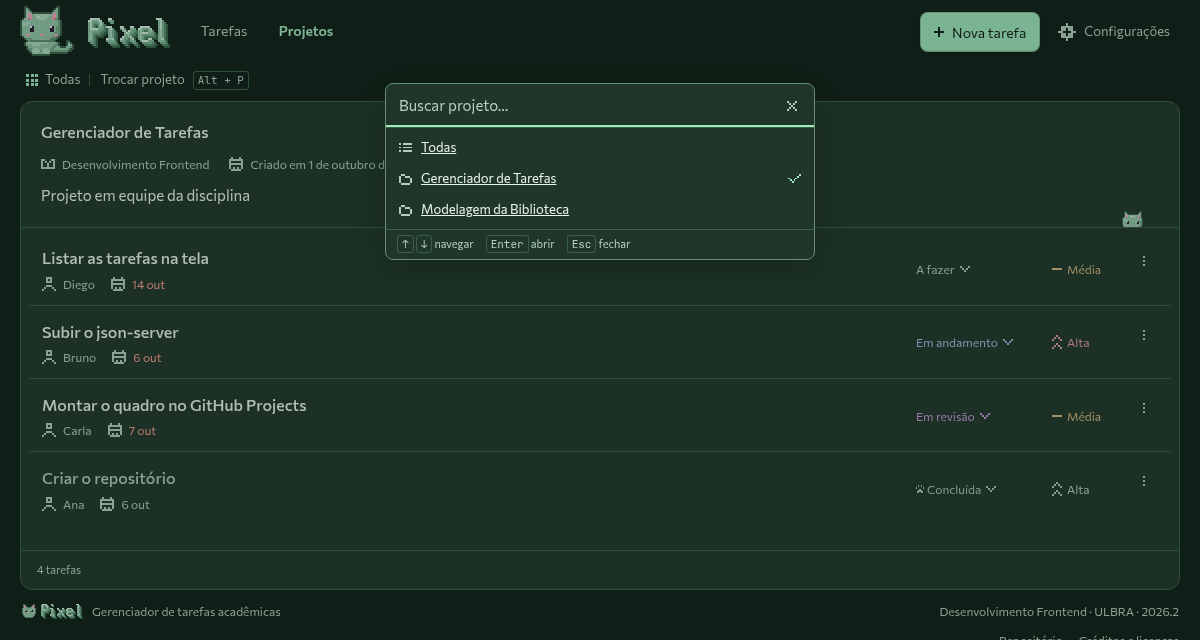 Pixel
Tarefas
Projetos
+ Nova tarefa
Configurações
Todas | Trocar projeto Alt + P
Buscar projeto...
Todas
Gerenciador de Tarefas
Modelagem da Biblioteca
↑ ↓ navegar Enter abrir Esc fechar
Gerenciador de Tarefas
Desenvolvimento Frontend Criado em 1 de outubro d
Projeto em equipe da disciplina
Listar as tarefas na tela
Diego 14 out
A fazer
Média
Subir o json-server
Bruno 6 out
Em andamento
Alta
Montar o quadro no GitHub Projects
Carla 7 out
Em revisão
Média
Criar o repositório
Ana 6 out
Concluída
Alta
4 tarefas
Pixel Gerenciador de tarefas acadêmicas
Desenvolvimento Frontend · ULBRA · 2026.2
Repositório Créditos e licenças